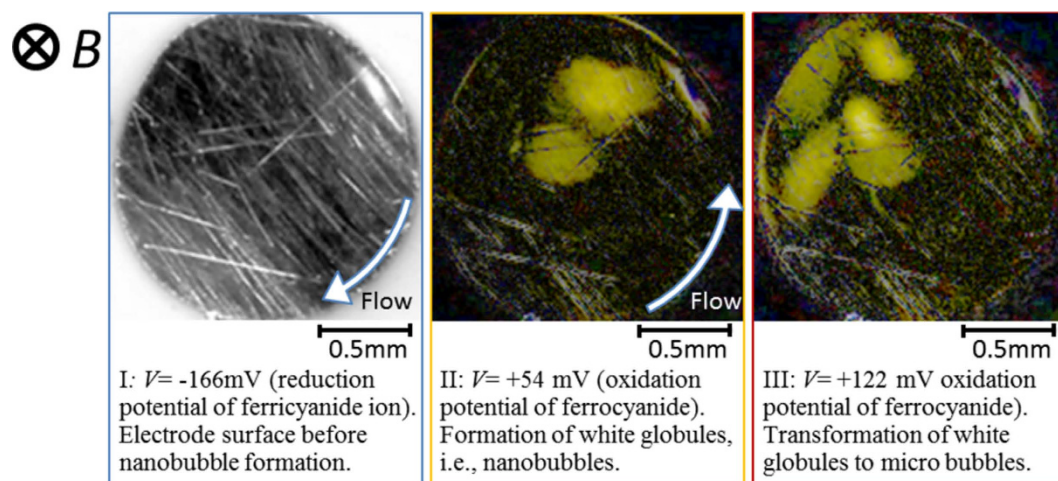 B
Flow
0.5mm
I: V= -166mV (reduction
potential of ferricyanide ion).
Electrode surface before
nanobubble formation.
Flow
0.5mm
II: V= +54 mV (oxidation
potential of ferrocyanide).
Formation of white globules,
i.e., nanobubbles.
0.5mm
III: V= +122 mV oxidation
potential of ferrocyanide).
Transformation of white
globules to micro bubbles.